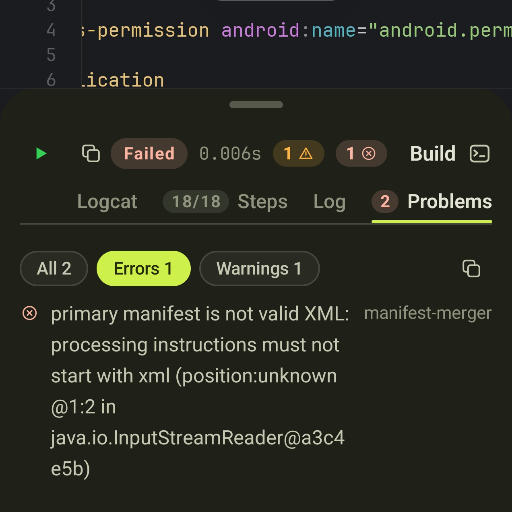 3
4 s-permission android:name="android.perm
5
6 lication
Failed 0.006s 1 1 Build
Logcat 18/18 Steps Log 2 Problems
All 2 Errors 1 Warnings 1
primary manifest is not valid XML: manifest-merger
processing instructions must not
start with xml (position:unknown
@1:2 in
java.io.InputStreamReader@a3c4
e5b)